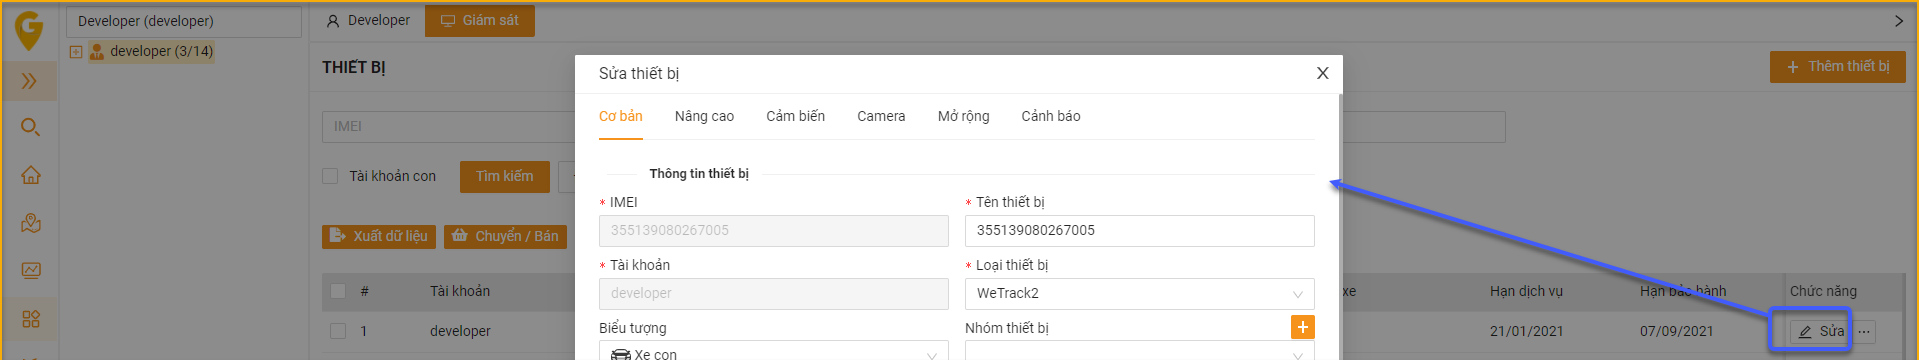 Developer (developer)
developer (3/14)
Developer
Giám sát
THIẾT BỊ
Thêm thiết bị
IMEI
Tài khoản con
Tìm kiếm
Xuất dữ liệu
Chuyển / Bán
#
Tài khoản
xe
Hạn dịch vụ
Hạn bảo hành
Chức năng
1
developer
21/01/2021
07/09/2021
Sửa
...
Sửa thiết bị
Cơ bản
Nâng cao
Cảm biến
Camera
Mở rộng
Cảnh báo
Thông tin thiết bị
* IMEI
* Tên thiết bị
355139080267005
355139080267005
* Tài khoản
* Loại thiết bị
developer
WeTrack2
Biểu tượng
Nhóm thiết bị
Xe con